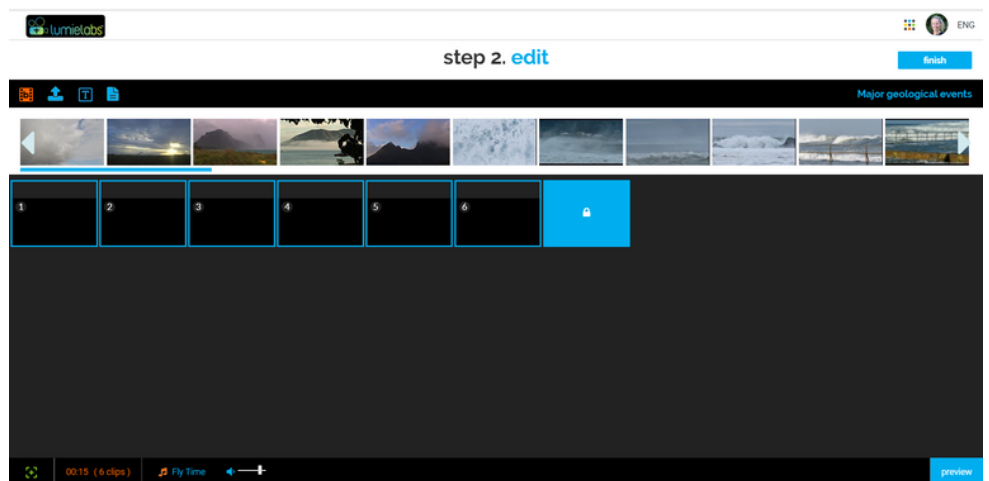 lumielabs
ENG
step 2. edit
finish
T
Major geological events
1
2
3
4
5
6
00:15 ( 6 clips )
Fly Time
preview